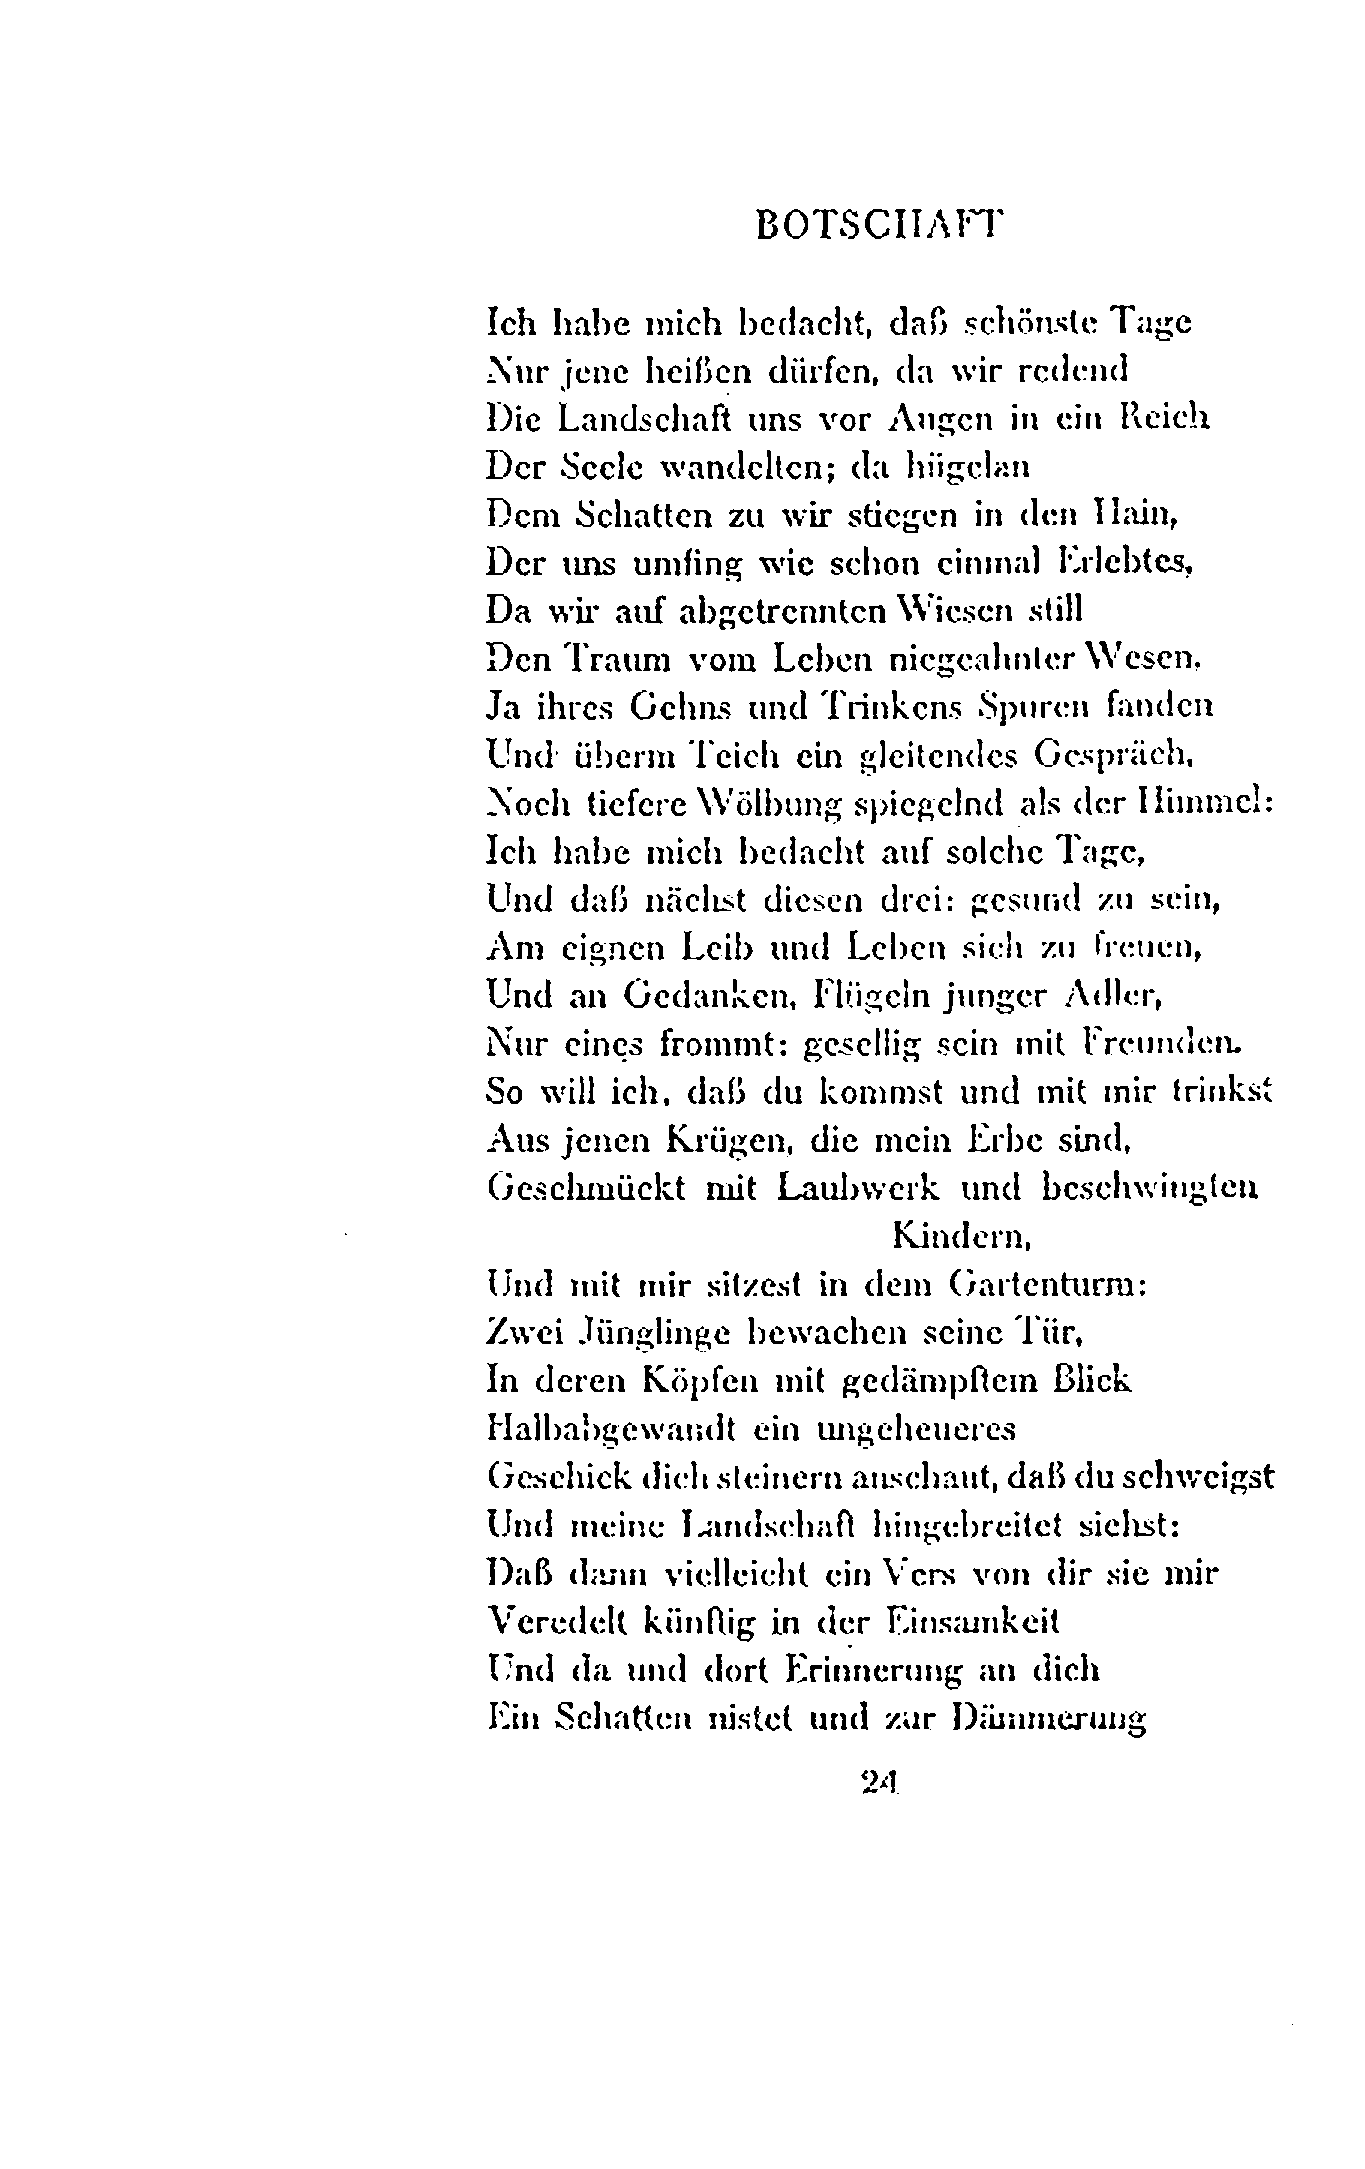 BOTSCHAFT
Ich habe mich bedacht, daß schönste Tage
Nur jene heißen dürfen, da wir redend
Die Landschaft uns vor Augen in ein Reich
Der Seele wandelten; da hügelan
Dem Schatten zu wir stiegen in den Hain,
Der uns umfing wie schon einmal Erlebtes,
Da wir auf abgetrennten Wiesen still
Den Traum vom Leben niegeahnter Wesen,
Ja ihres Gehns und Trinkens Spuren fanden
Und überm Teich ein gleitendes Gespräch,
Noch tiefere Wölbung spiegelnd als der Himmel:
Ich habe mich bedacht auf solche Tage,
Und daß nächst diesen drei: gesund zu sein,
Am eignen Leib und Leben sich zu freuen,
Und an Gedanken, Flügeln junger Adler,
Nur eines frommt: gesellig sein mit Freunden.
So will ich, daß du kommst und mit mir trinkst
Aus jenen Krügen, die mein Erbe sind,
Geschmückt mit Laubwerk und beschwingten
Kindern,
Und mit mir sitzest in dem Gartenturm:
Zwei Jünglinge bewachen seine Tür,
In deren Köpfen mit gedämpftem Blick
Halbabgewandt ein ungeheueres
Geschick dich steinern anschaut, daß du schweigst
Und meine Landschaft hingebreitet siehst:
Daß dann vielleicht ein Vers von dir sie mir
Veredelt künftig in der Einsamkeit
Und da und dort Erinnerung an dich
Ein Schatten nistet und zur Dämmerung
24